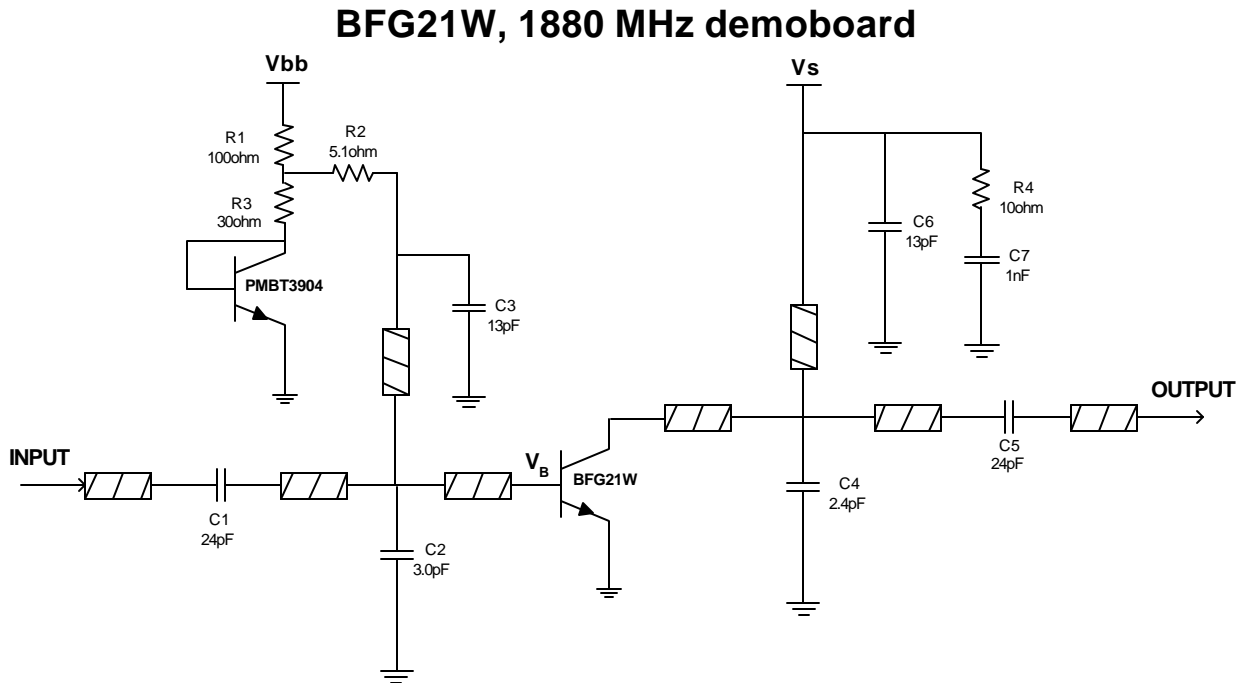 BFG21W, 1880 MHz demoboard
Vbb
Vs
R1
100ohm
R2
5.1ohm
R3
30ohm
R4
10ohm
C6
13pF
C7
1nF
PMBT3904
C3
13pF
OUTPUT
INPUT
VB
BFG21W
C5
24pF
C4
2.4pF
C1
24pF
C2
3.0pF